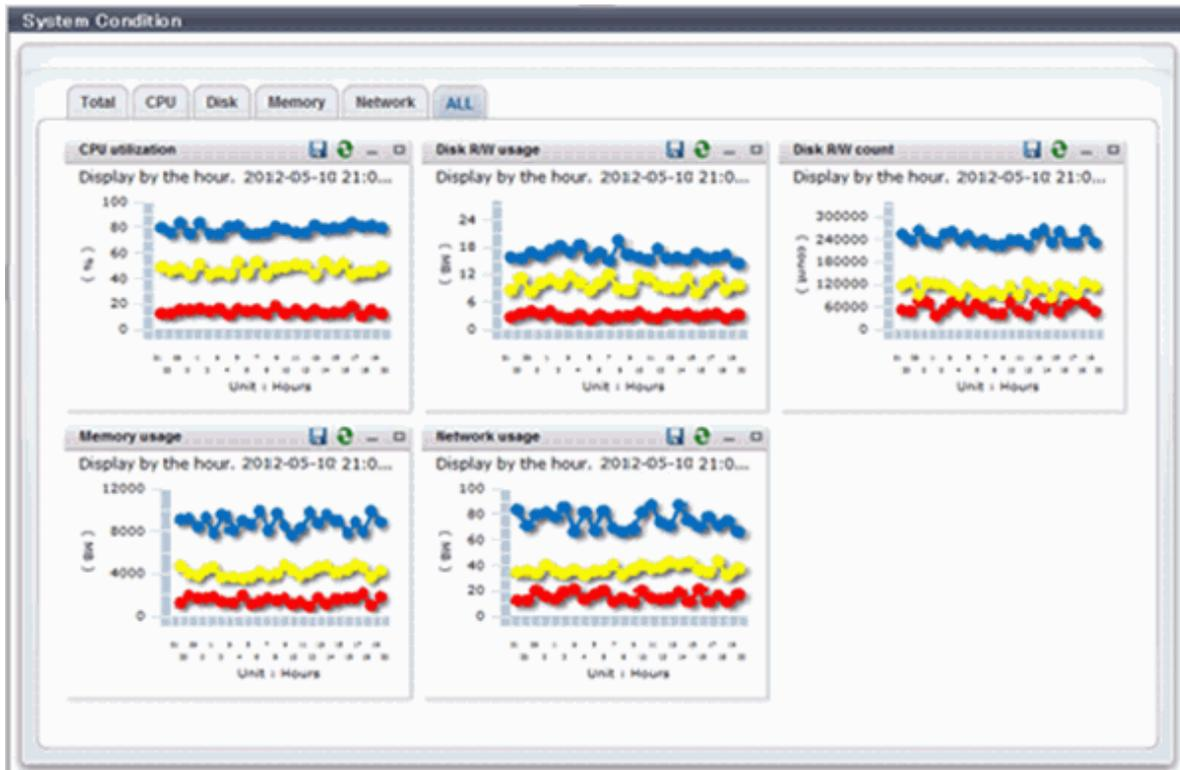 System Condition
Total CPU Disk Memory Network ALL
CPU utilization
Display by the hour. 2012-05-10 21:0...
100
80
60
40
20
0
( % )
Unit : Hours
Disk R/W usage
Display by the hour. 2012-05-10 21:0...
24
18
12
6
0
( MB )
Unit : Hours
Disk R/W count
Display by the hour. 2012-05-10 21:0...
300000
240000
180000
120000
60000
0
( count )
Unit : Hours
Memory usage
Display by the hour. 2012-05-10 21:0...
12000
8000
4000
0
( MB )
Unit : Hours
Network usage
Display by the hour. 2012-05-10 21:0...
100
80
60
40
20
0
( MB )
Unit : Hours